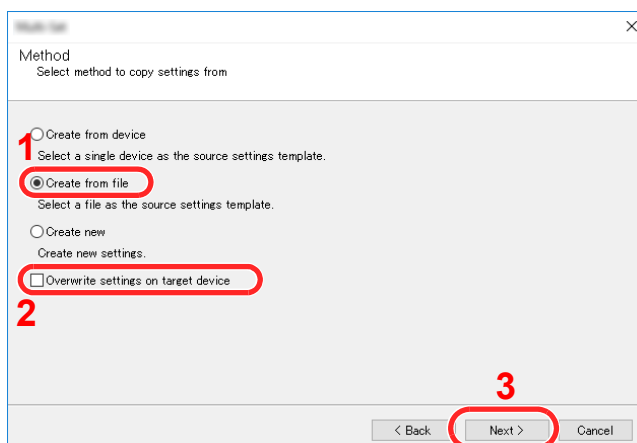 Method
Select method to copy settings from
1
Create from device
Select a single device as the source settings template.
Create from file
Select a file as the source settings template.
Create new
Create new settings.
Overwrite settings on target device
2
3
< Back
Next >
Cancel